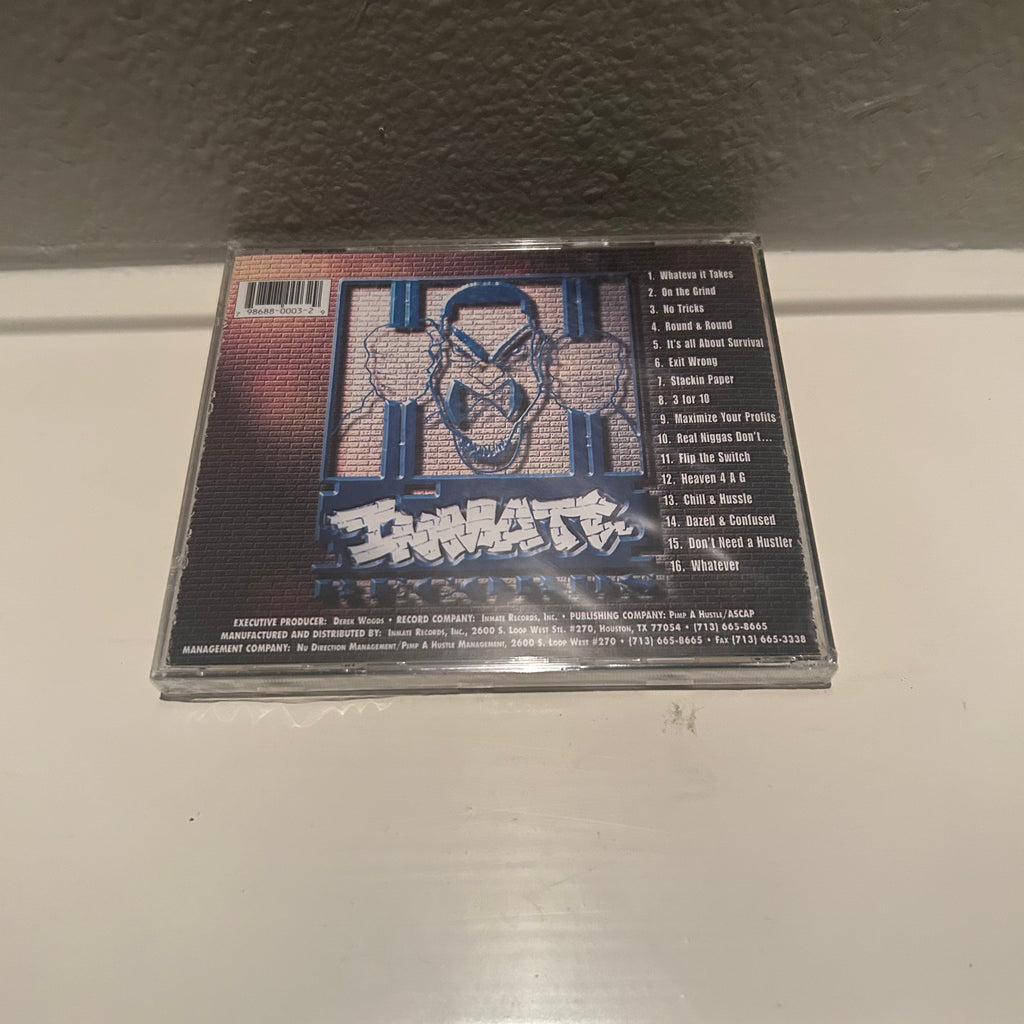 7 98688-0003-2 9
1. Whateva it Takes
2. On the Grind
3. No Tricks
4. Round & Round
5. It's all About Survival
6. Exit Wrong
7. Stackin Paper
8. 3 for 10
9. Maximize Your Profits
10. Real Niggas Don't...
11. Flip the Switch
12. Heaven 4 A G
13. Chill & Hussle
14. Dazed & Confused
15. Don't Need a Hustler
16. Whatever
INMATE
RECORDS
EXECUTIVE PRODUCER: DEREK WOODS • RECORD COMPANY: INMATE RECORDS, INC. • PUBLISHING COMPANY: PIMP A HUSTLE/ASCAP
MANUFACTURED AND DISTRIBUTED BY: INMATE RECORDS, INC., 2600 S. LOOP WEST STE. #270, HOUSTON, TX 77054 • (713) 665-8665
MANAGEMENT COMPANY: NU DIRECTION MANAGEMENT/PIMP A HUSTLE MANAGEMENT, 2600 S. LOOP WEST #270 • (713) 665-8665 • FAX (713) 665-3338